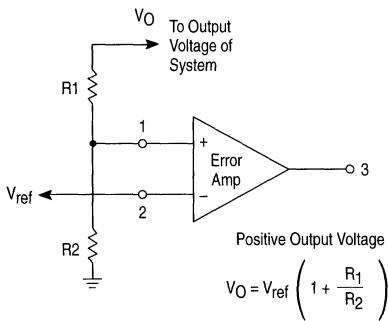 VO To Output
Voltage of
System
R1
1
+
Error
Amp
3
Vref
−
2
R2
Positive Output Voltage
VO = Vref ( 1 + R1 / R2 )